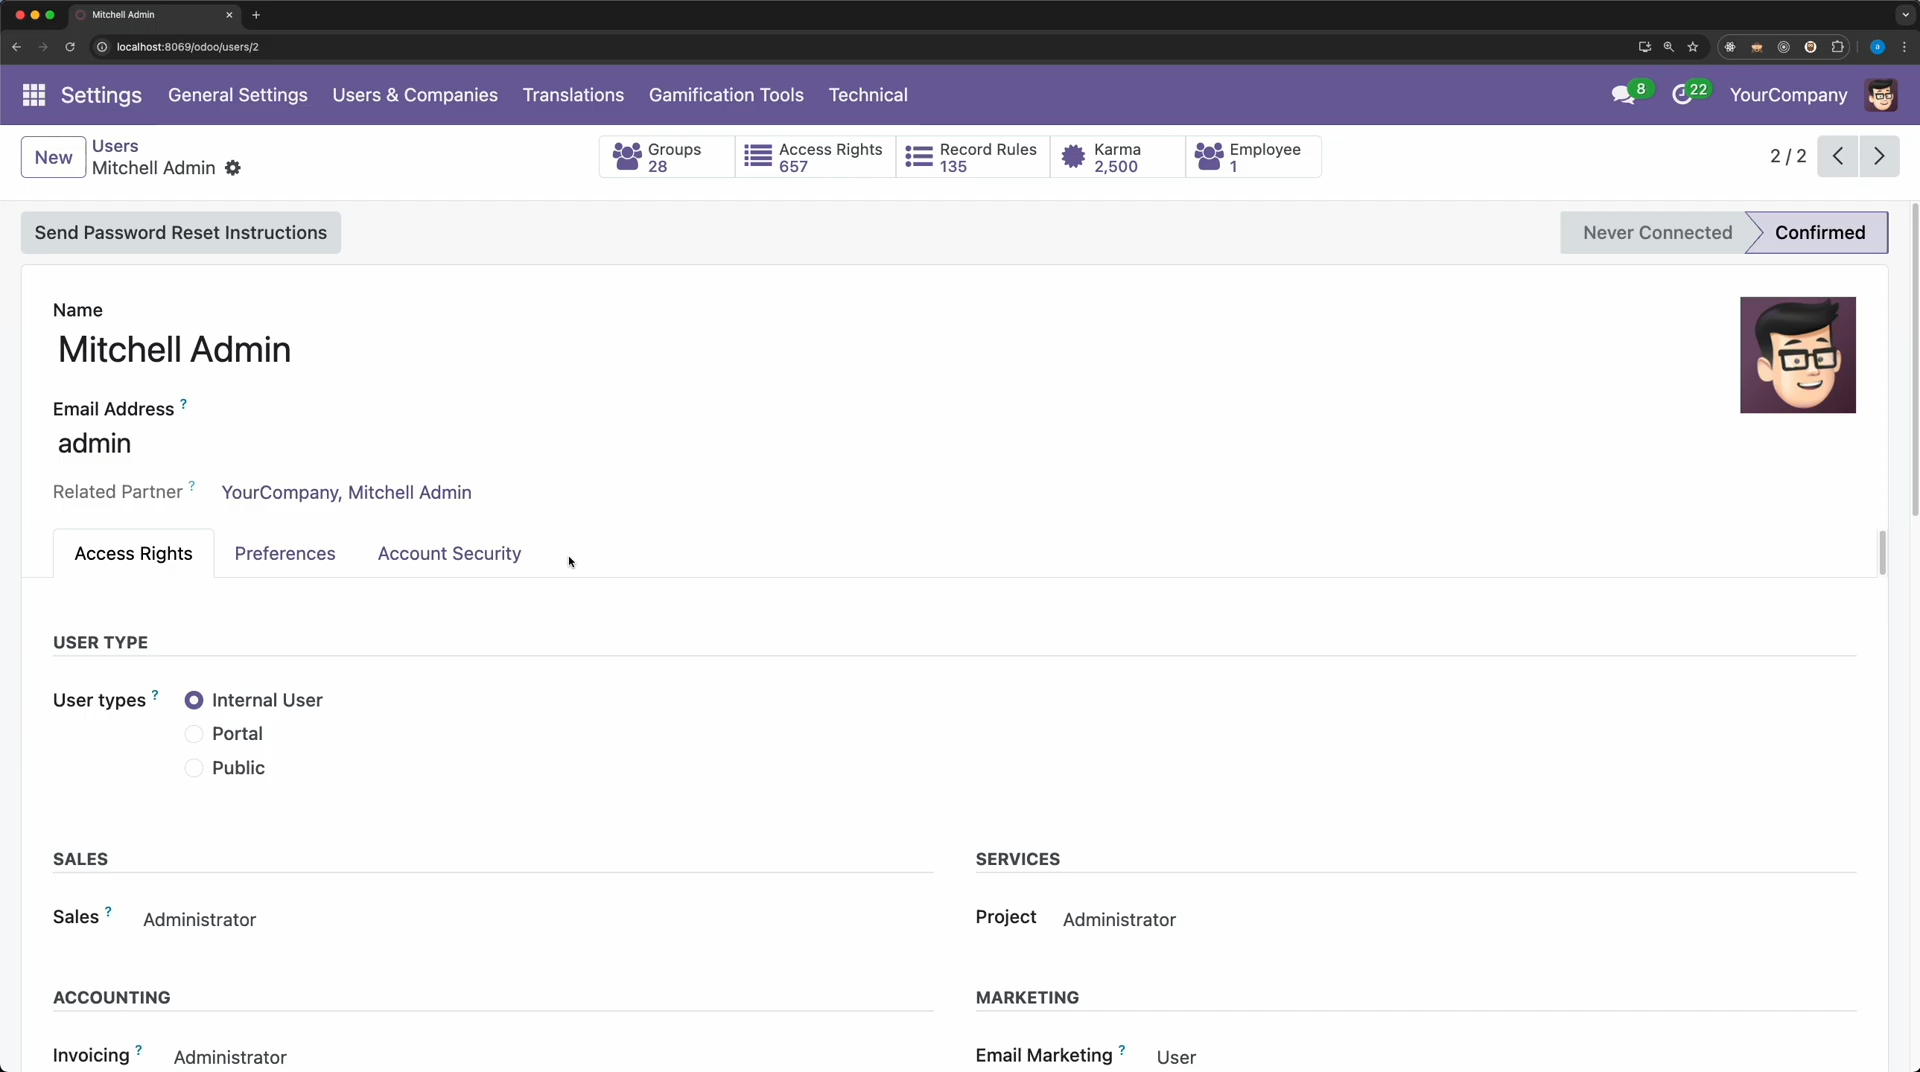 Mitchell Admin
localhost:8069/odoo/users/2
a
Settings General Settings Users & Companies Translations Gamification Tools Technical 8 22 YourCompany
New
Users
Mitchell Admin
Groups
28
Access Rights
657
Record Rules
135
Karma
2,500
Employee
1
2 / 2
Send Password Reset Instructions
Never Connected Confirmed
Name
Mitchell Admin
Email Address ?
admin
Related Partner ? YourCompany, Mitchell Admin
Access Rights Preferences Account Security
USER TYPE
User types ? Internal User
Portal
Public
SALES
SERVICES
Sales ? Administrator
Project Administrator
ACCOUNTING
MARKETING
Invoicing ? Administrator
Email Marketing ? User